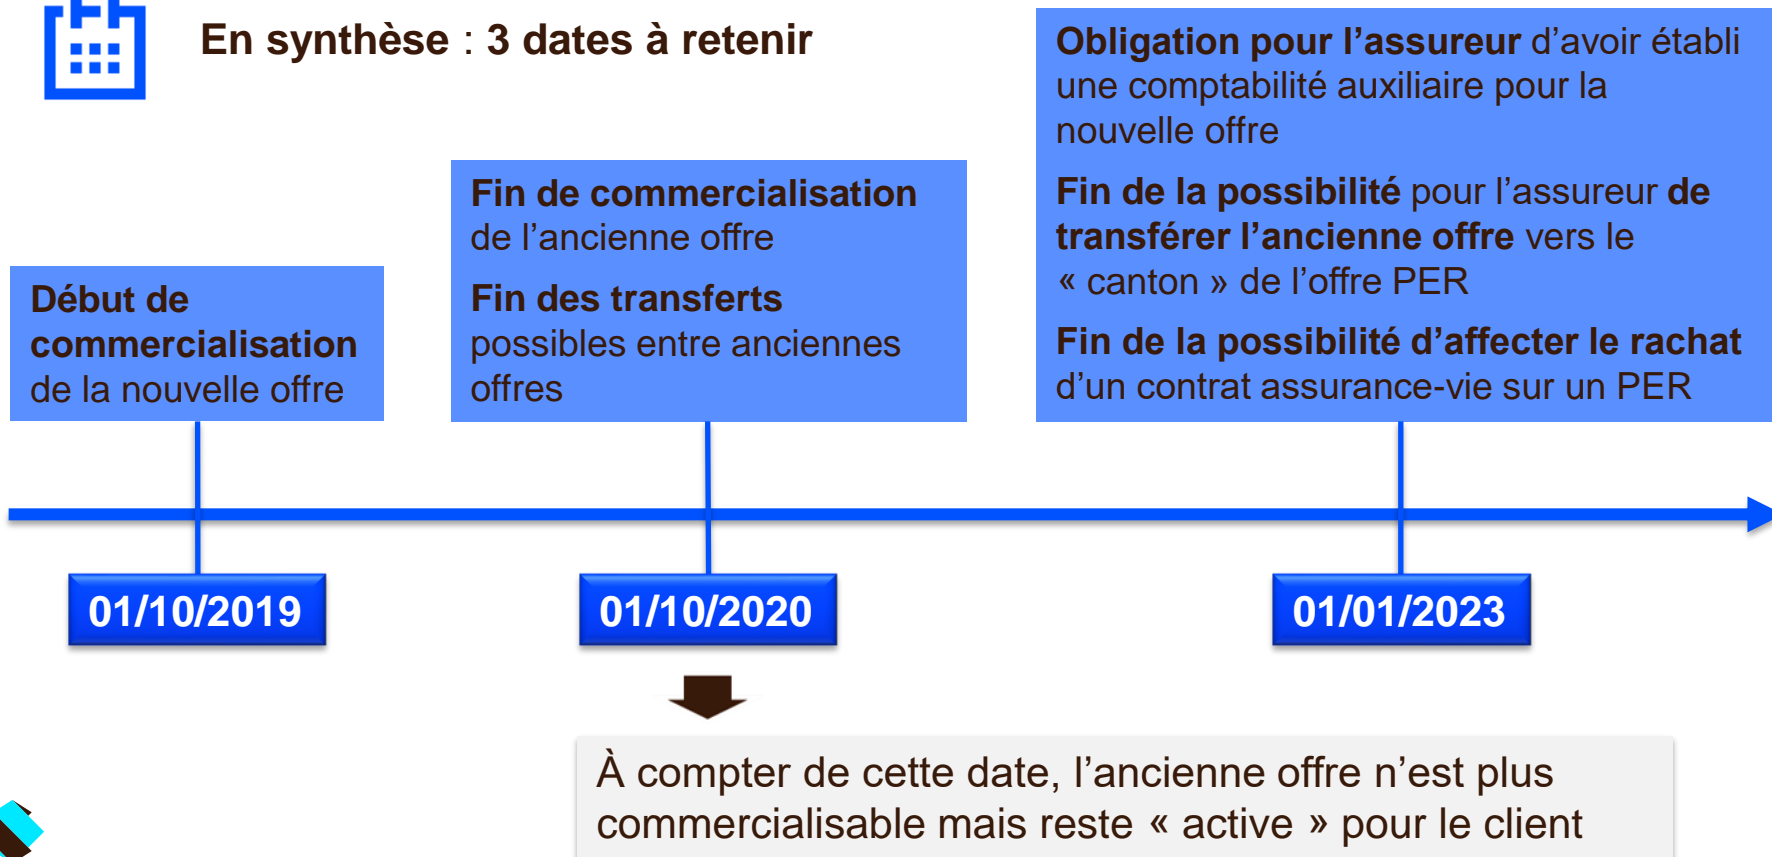 En synthèse : 3 dates à retenir
Début de
commercialisation
de la nouvelle offre
Fin de commercialisation
de l’ancienne offre
Fin des transferts
possibles entre anciennes
offres
Obligation pour l’assureur d’avoir établi
une comptabilité auxiliaire pour la
nouvelle offre
Fin de la possibilité pour l’assureur de
transférer l’ancienne offre vers le
« canton » de l’offre PER
Fin de la possibilité d’affecter le rachat
d’un contrat assurance-vie sur un PER
01/10/2019
01/10/2020
01/01/2023
À compter de cette date, l’ancienne offre n’est plus
commercialisable mais reste « active » pour le client